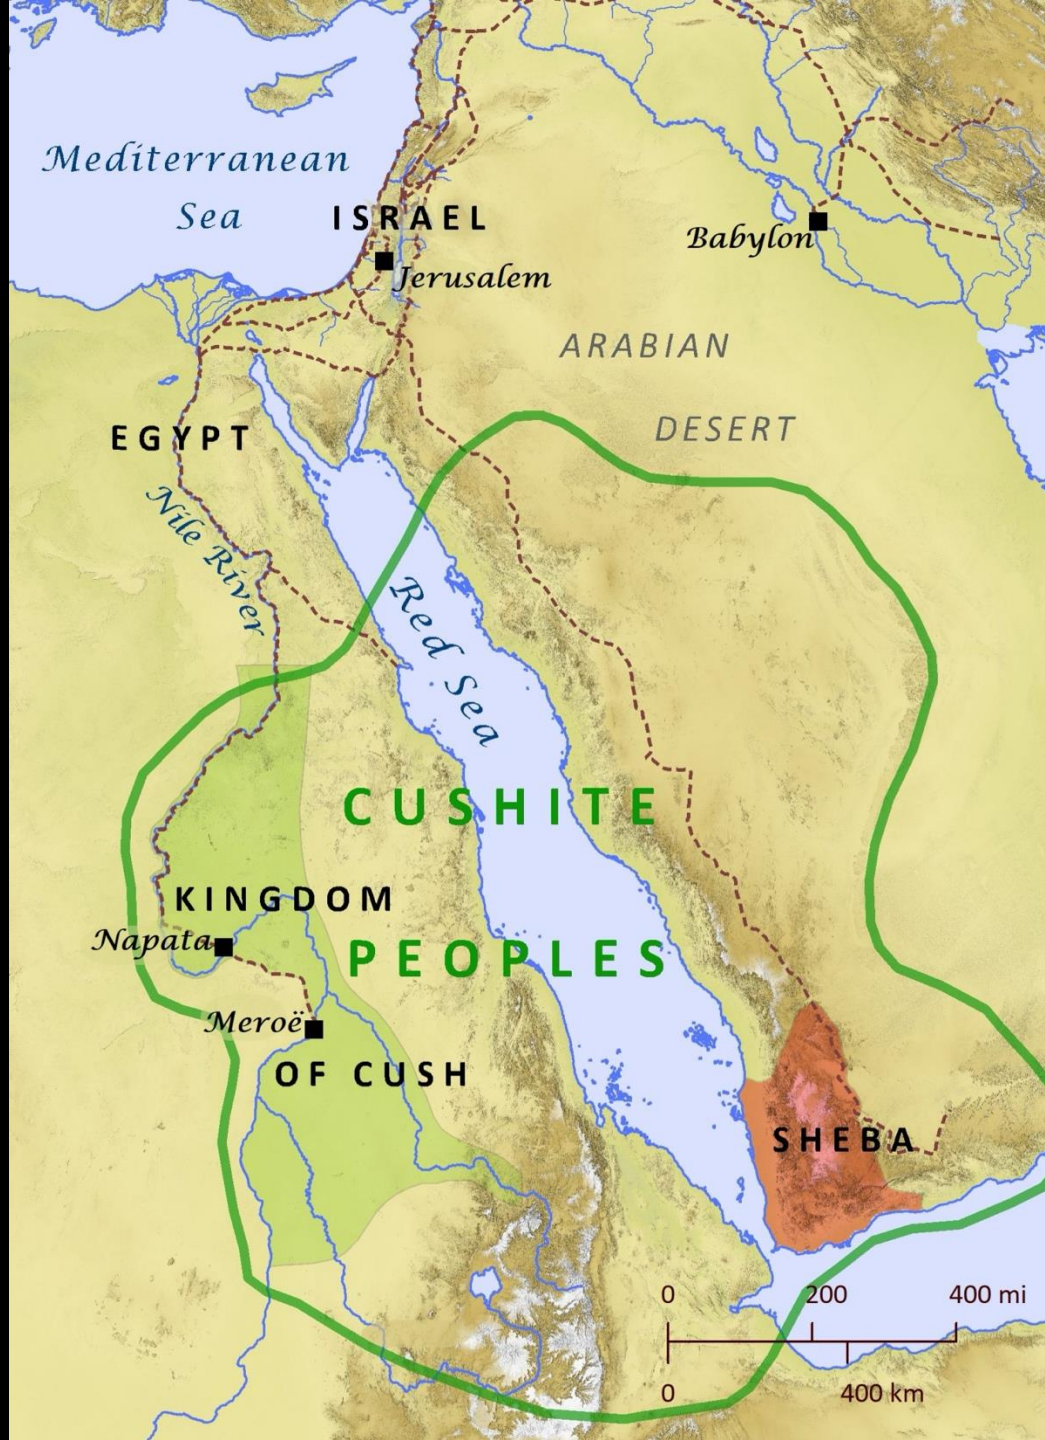 Mediterranean
Sea
ISRAEL
Jerusalem
Babylon
ARABIAN
DESERT
EGYPT
Nile River
Red Sea
CUSHITE
KINGDOM
Napata
PEOPLES
Meroë
OF CUSH
SHEBA
0 200 400 mi
0 400 km